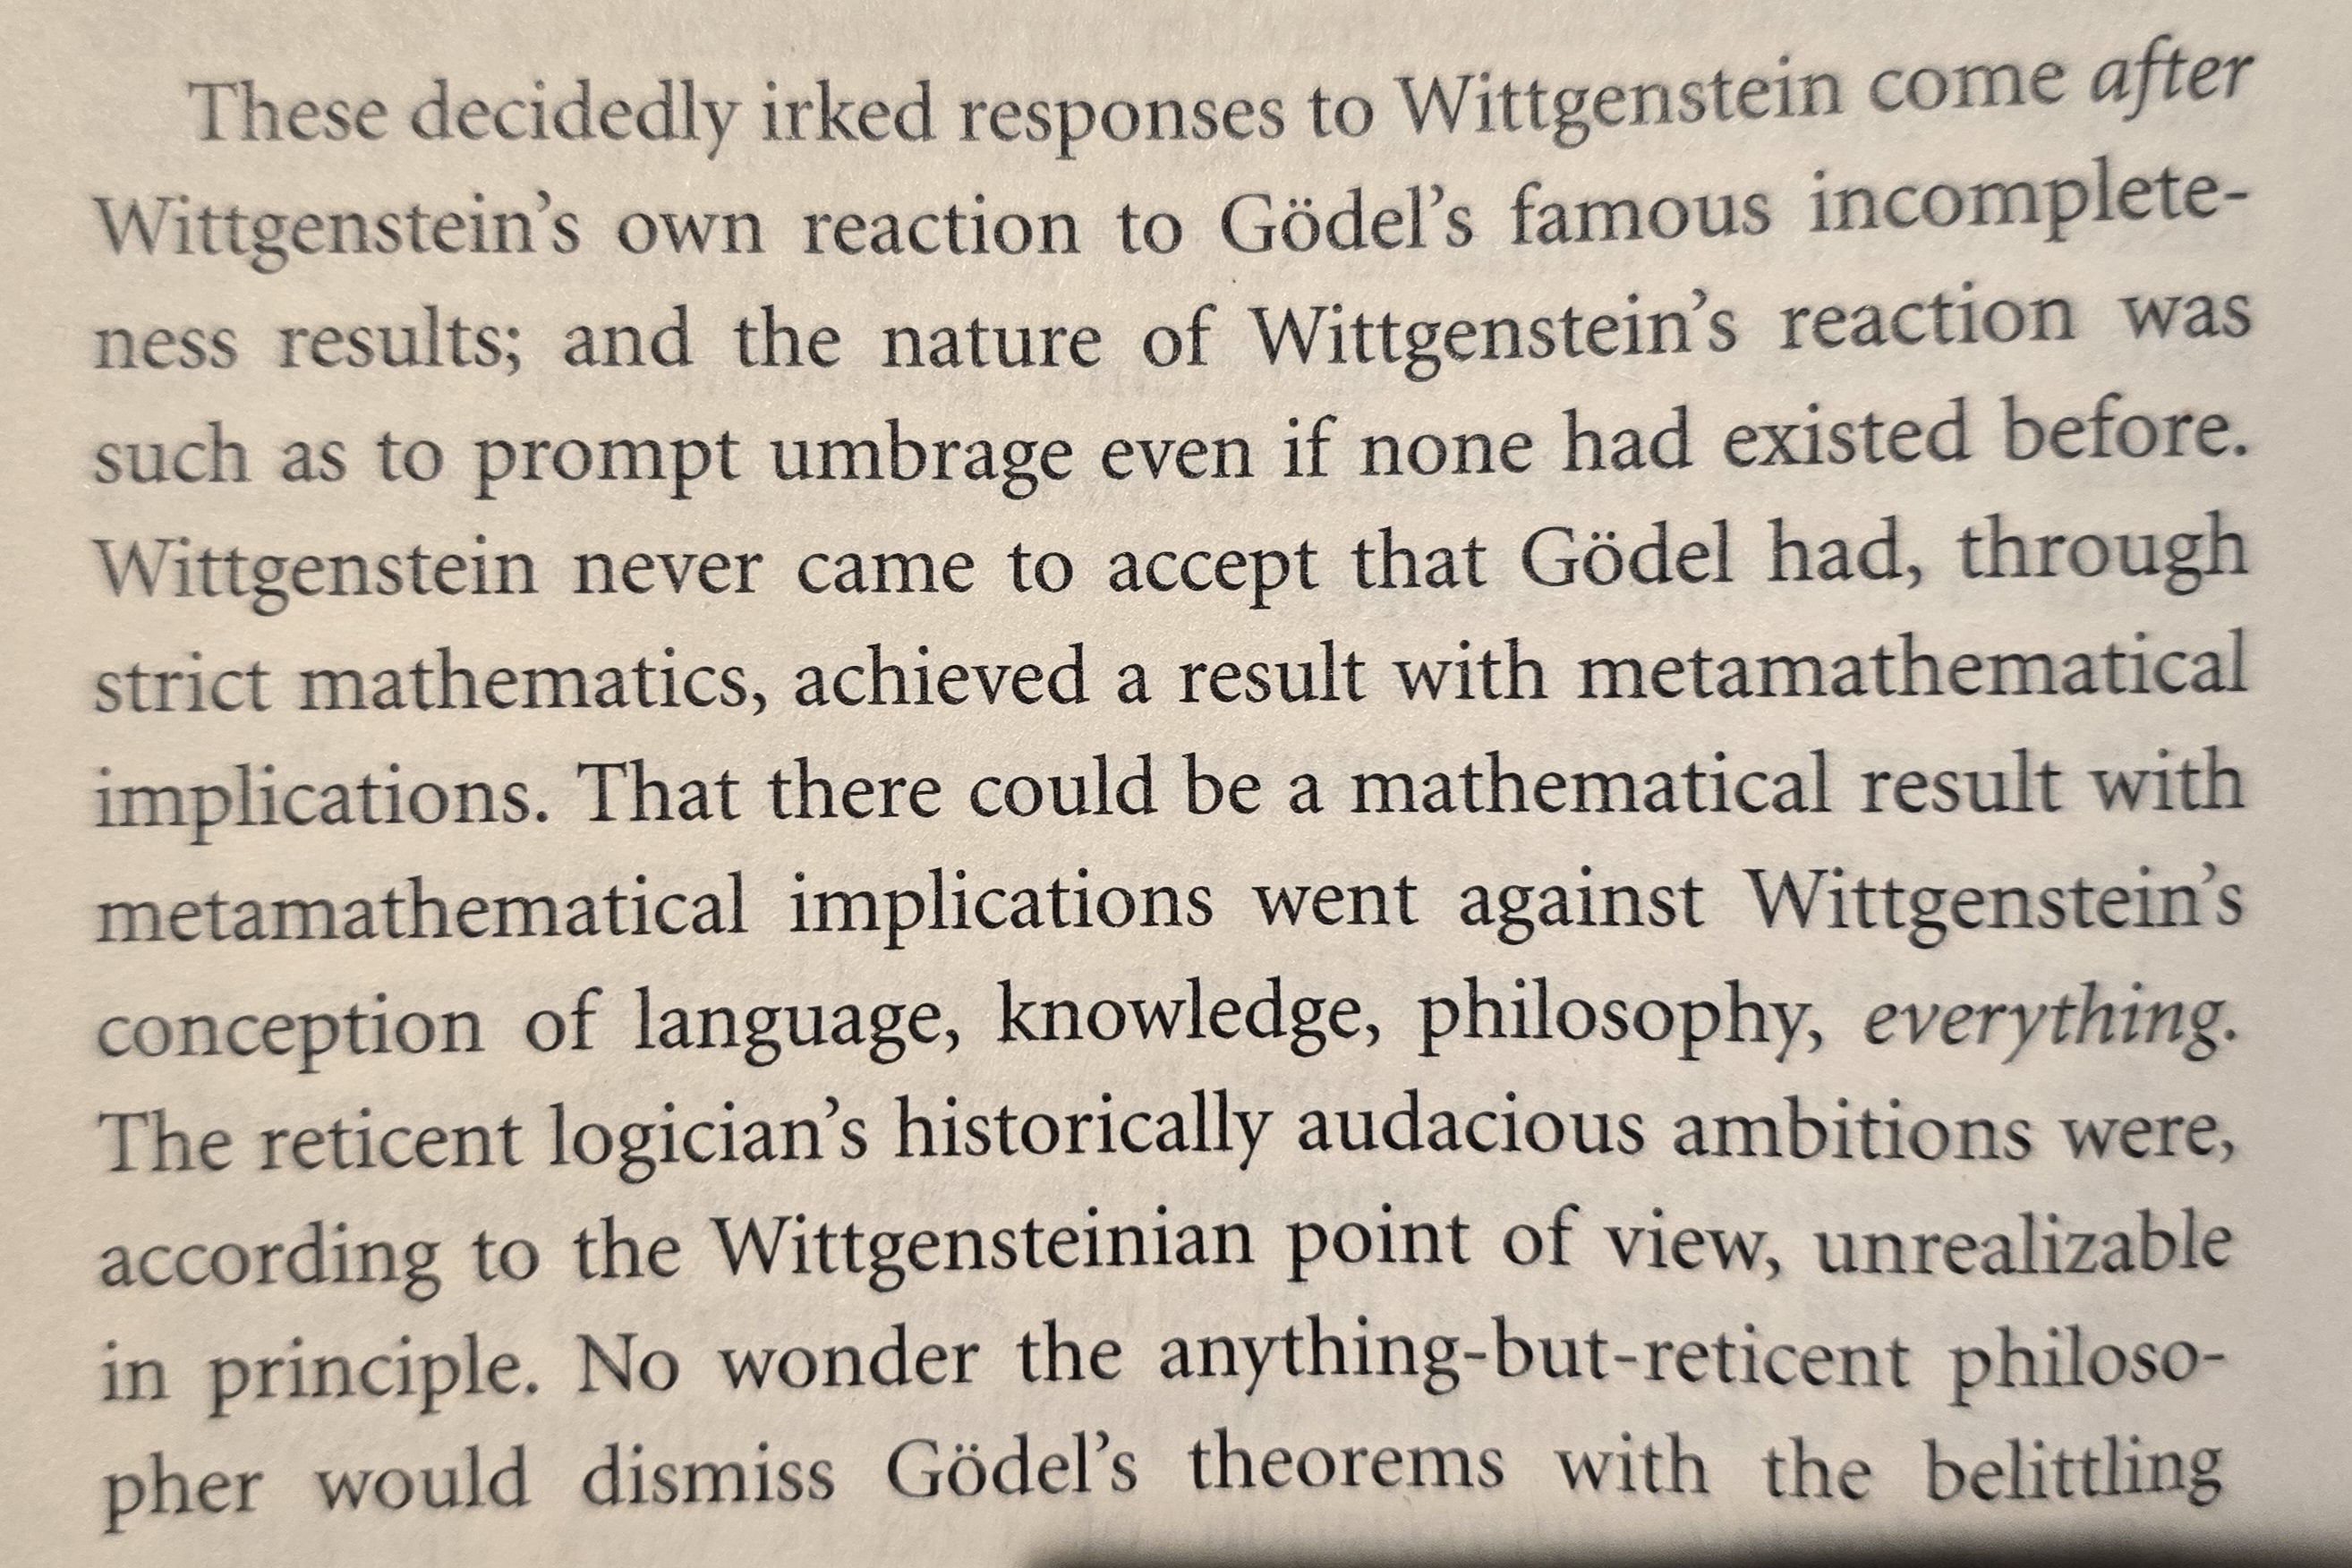 These decidedly irked responses to Wittgenstein come after
Wittgenstein’s own reaction to Gödel’s famous incomplete-
ness results; and the nature of Wittgenstein’s reaction was
such as to prompt umbrage even if none had existed before.
Wittgenstein never came to accept that Gödel had, through
strict mathematics, achieved a result with metamathematical
implications. That there could be a mathematical result with
metamathematical implications went against Wittgenstein’s
conception of language, knowledge, philosophy, everything.
The reticent logician’s historically audacious ambitions were,
according to the Wittgensteinian point of view, unrealizable
in principle. No wonder the anything-but-reticent philoso-
pher would dismiss Gödel’s theorems with the belittling